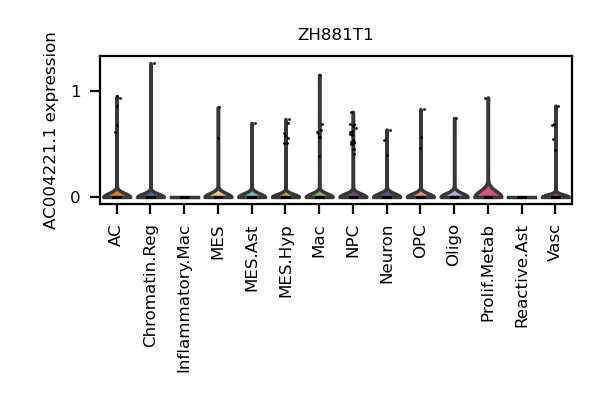 ZH881T1
AC004221.1 expression
1
0
AC
Chromatin.Reg
Inflammatory.Mac
MES
MES.Ast
MES.Hyp
Mac
NPC
Neuron
OPC
Oligo
Prolif.Metab
Reactive.Ast
Vasc